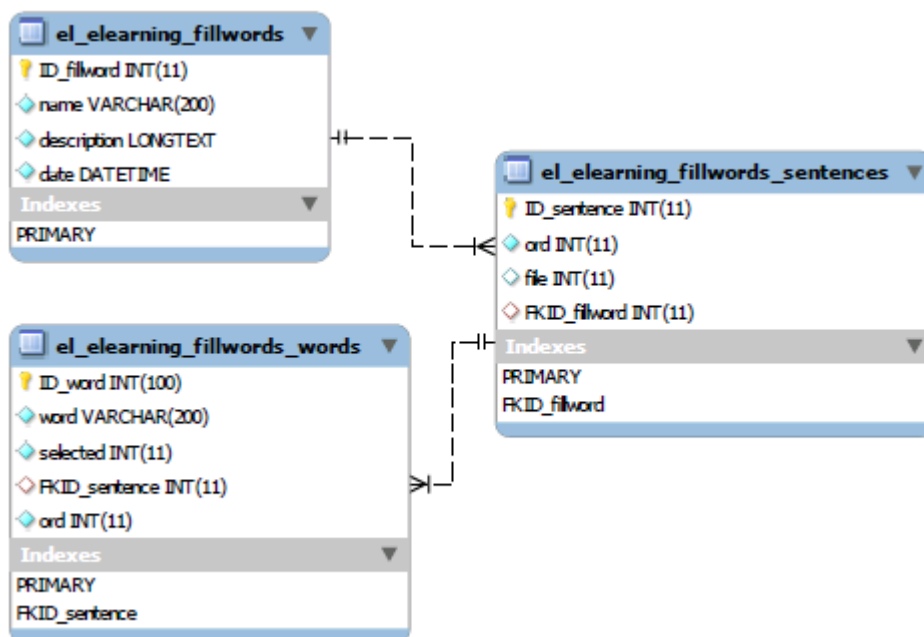 el_elearning_fillwords
ID_fillword INT(11)
name VARCHAR(200)
description LONGTEXT
date DATETIME
Indexes
PRIMARY
el_elearning_fillwords_sentences
ID_sentence INT(11)
ord INT(11)
file INT(11)
FKID_fillword INT(11)
Indexes
PRIMARY
FKID_fillword
el_elearning_fillwords_words
ID_word INT(100)
word VARCHAR(200)
selected INT(11)
FKID_sentence INT(11)
ord INT(11)
Indexes
PRIMARY
FKID_sentence